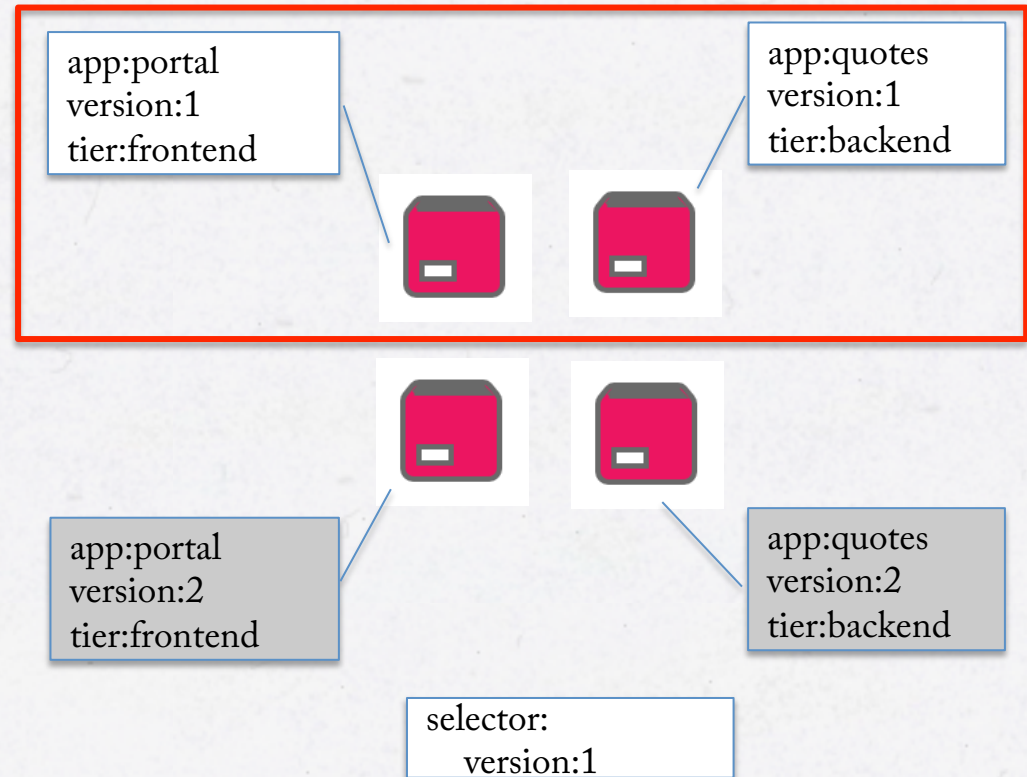 app:portal
version:1
tier:frontend
app:quotes
version:1
tier:backend
app:portal
version:2
tier:frontend
app:quotes
version:2
tier:backend
selector:
version:1